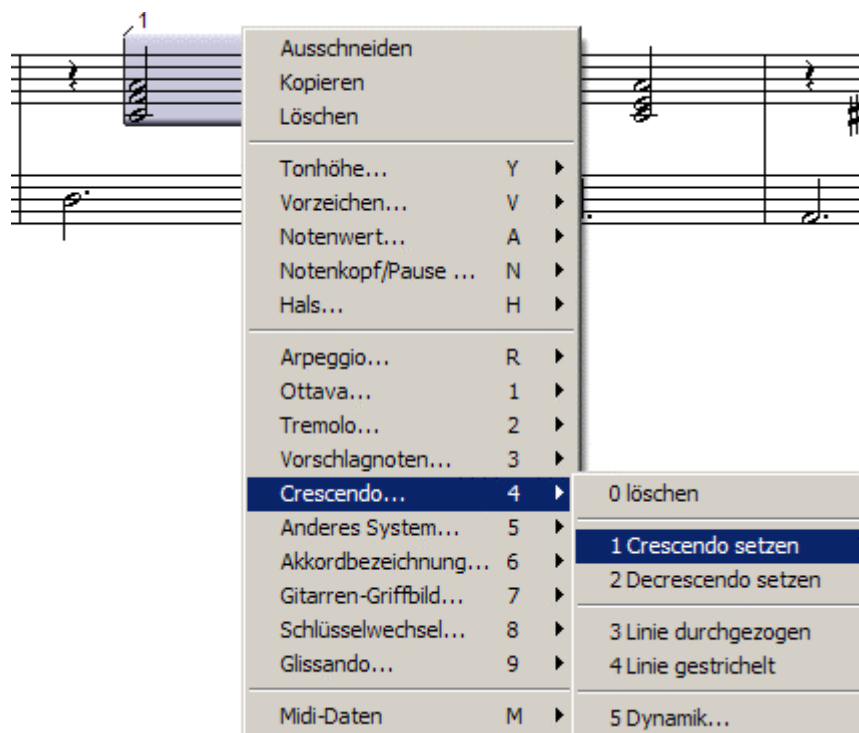 1
Ausschneiden
Kopieren
Löschen
Tonhöhe... Y
Vorzeichen... V
Notenwert... A
Notenkopf/Pause ... N
Hals... H
Arpeggio... R
Ottava... 1
Tremolo... 2
Vorschlagnoten... 3
Crescendo... 4
Anderes System... 5
Akkordbezeichnung... 6
Gitarren-Griffbild... 7
Schlüsselwechsel... 8
Glissando... 9
Midi-Daten M
0 löschen
1 Crescendo setzen
2 Decrescendo setzen
3 Linie durchgezogen
4 Linie gestrichelt
5 Dynamik...